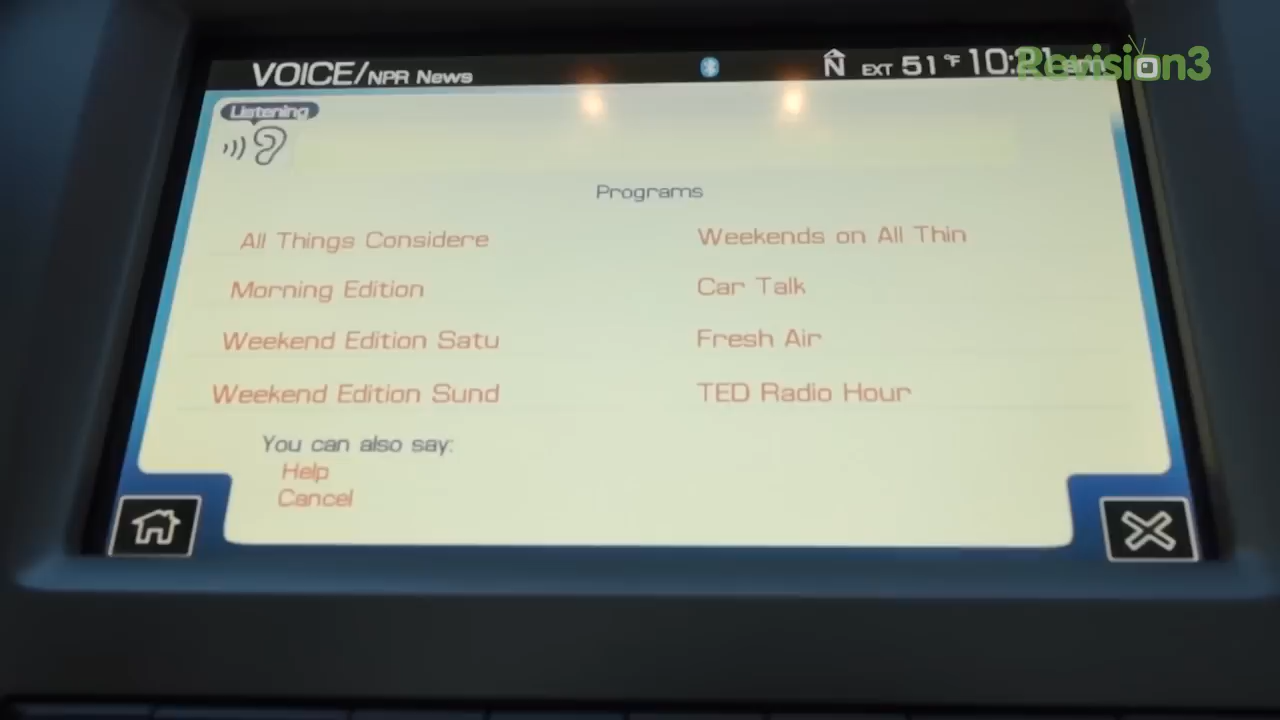 VOICE/NPR News
N EXT 51 °F
Revision3
Listening
Programs
All Things Considere
Weekends on All Thin
Morning Edition
Car Talk
Weekend Edition Satu
Fresh Air
Weekend Edition Sund
TED Radio Hour
You can also say:
Help
Cancel